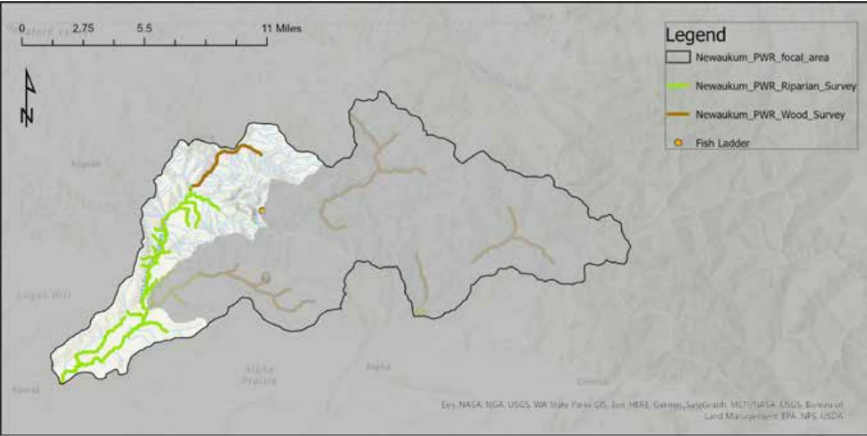 0 2.75 5.5 11 Miles
N
Legend
Newaukum_PWR_focal_area
Newaukum_PWR_Riparian_Survey
Newaukum_PWR_Wood_Survey
Fish Ladder
Logan Hill
Alpha
Prairie
Alpha
Esri, NASA, NGA, USGS, WA State Parks GIS, Esri, HERE, Garmin, SafeGraph, METI/NASA, USGS, Bureau of
Land Management, EPA, NPS, USDA